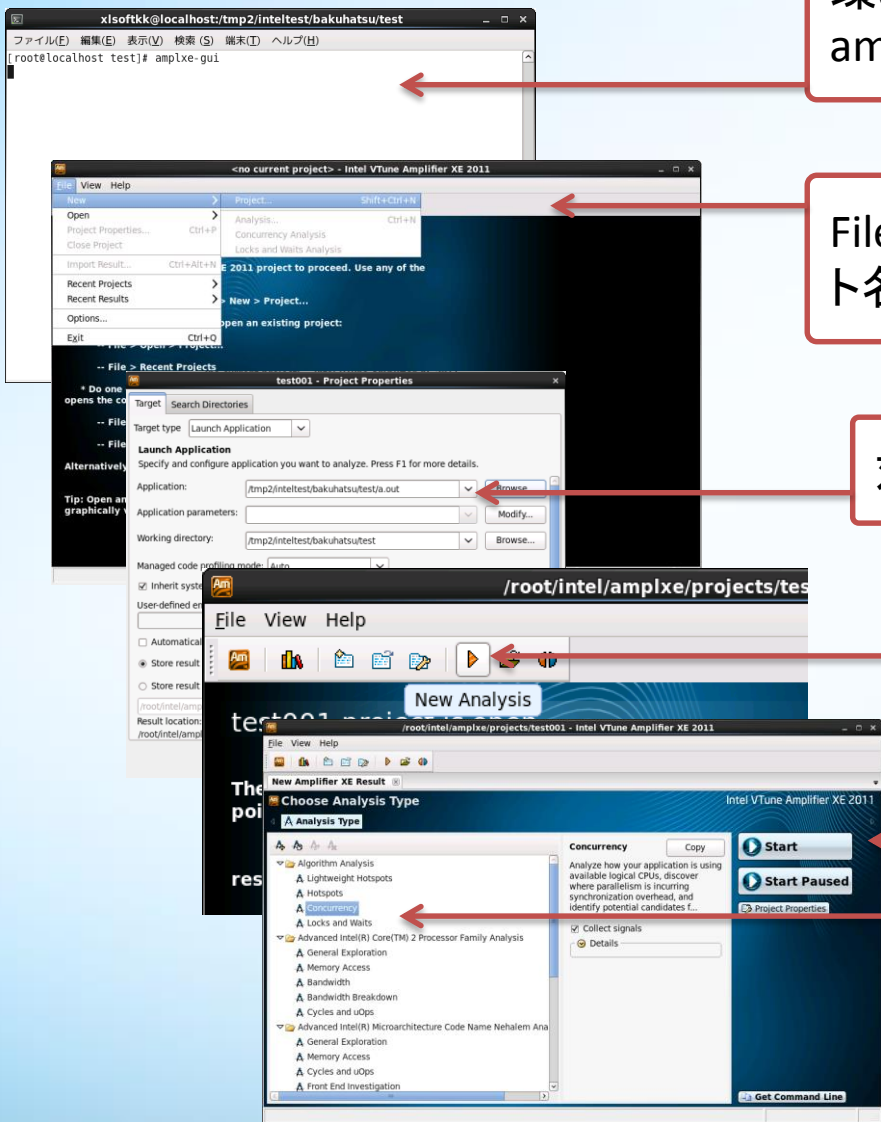 xlsoftkk@localhost:/tmp2/inteltest/bakuhatsu/test
ファイル(F) 編集(E) 表示(V) 検索 (S) 端末(T) ヘルプ(H)
[root@localhost test]# amplxe-gui
am
<no current project> - Intel VTune Amplifier XE 2011
File View Help
New
Project... Shift+Ctrl+N
Open
Analysis... Ctrl+N
Project Properties... Ctrl+P
Concurrency Analysis
Close Project
Locks and Waits Analysis
Import Result... Ctrl+Alt+N
E 2011 project to proceed. Use any of the
Recent Projects
Recent Results
> New > Project...
Options...
open an existing project:
Exit Ctrl+Q
-- File > Open > Project...
-- File > Recent Projects
* Do one
opens the co
-- File
-- File
Alternatively
Tip: Open an
graphically
File
ト名
test001 - Project Properties
Target Search Directories
Target type Launch Application
Launch Application
Specify and configure application you want to analyze. Press F1 for more details.
Application: /tmp2/inteltest/bakuhatsu/test/a.out Browse
Application parameters: Modify...
Working directory: /tmp2/inteltest/bakuhatsu/test Browse...
Managed code profiling mode: Auto
Inherit syste
User-defined en
Automatical
Store result
Store result
/root/intel/amp
Result location:
/root/intel/ampl
/root/intel/amplxe/projects/tes
File View Help
New Analysis
test001 project is open
The
poi
res
/root/intel/amplxe/projects/test001 - Intel VTune Amplifier XE 2011
File View Help
New Amplifier XE Result
Choose Analysis Type Intel VTune Amplifier XE 2011
Analysis Type
Algorithm Analysis
Lightweight Hotspots
Hotspots
Concurrency
Locks and Waits
Advanced Intel(R) Core(TM) 2 Processor Family Analysis
General Exploration
Memory Access
Bandwidth
Bandwidth Breakdown
Cycles and uOps
Advanced Intel(R) Microarchitecture Code Name Nehalem Ana
General Exploration
Memory Access
Cycles and uOps
Front End Investigation
Concurrency Copy
Analyze how your application is using
available logical CPUs, discover
where parallelism is incurring
synchronization overhead, and
identify potential candidates f...
Collect signals
Details
Start
Start Paused
Project Properties
Get Command Line